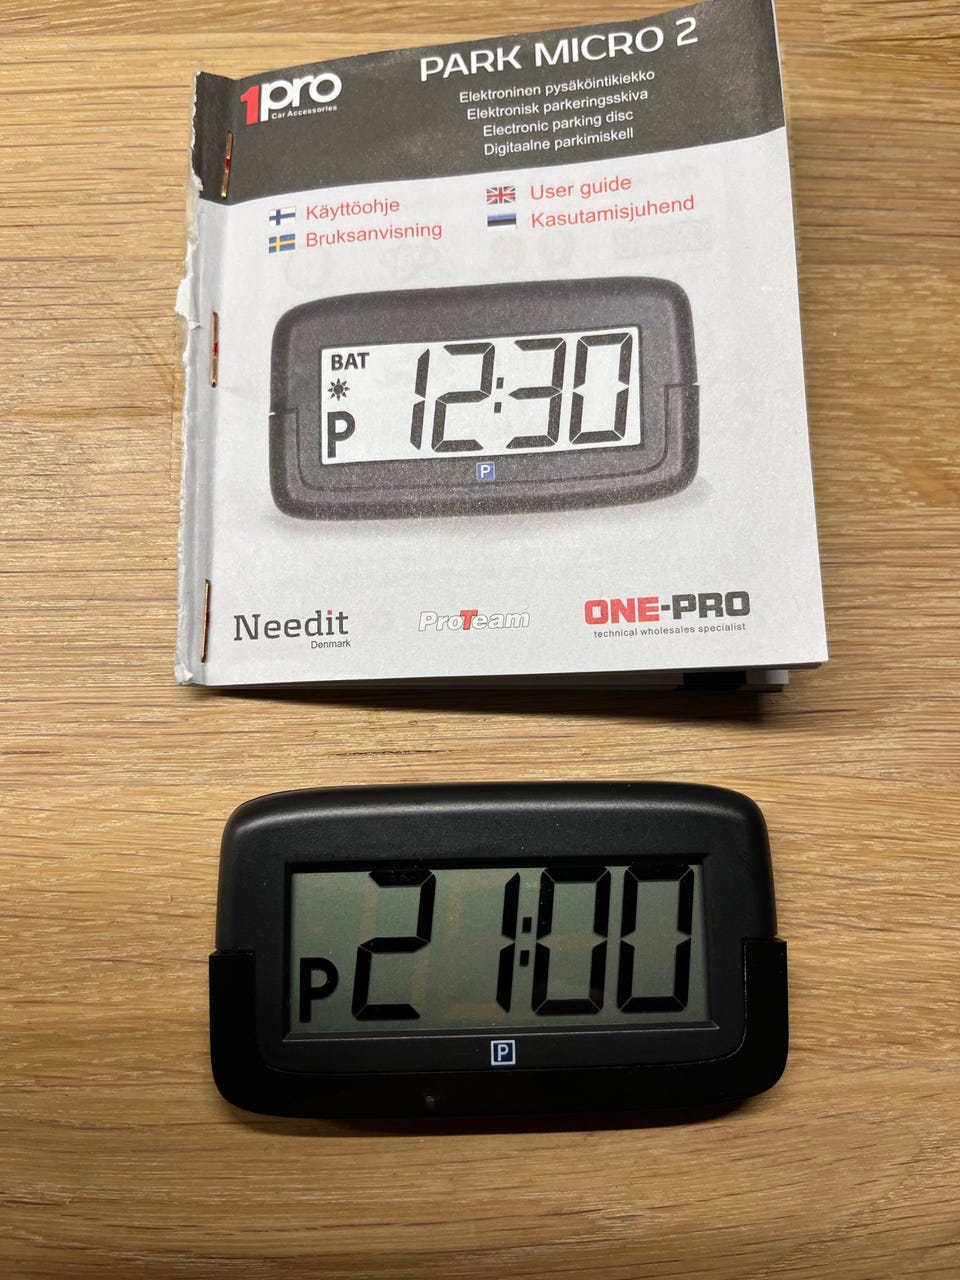 1pro
Car Accessories
PARK MICRO 2
Elektroninen pysäköintikiekko
Elektronisk parkeringsskiva
Electronic parking disc
Digitaalne parkimiskell
Käyttöohje
Bruksanvisning
User guide
Kasutamisjuhend
BAT
P 12:30
P
Needit
Denmark
ProTeam
ONE-PRO
technical wholesales specialist
P 21:00
P